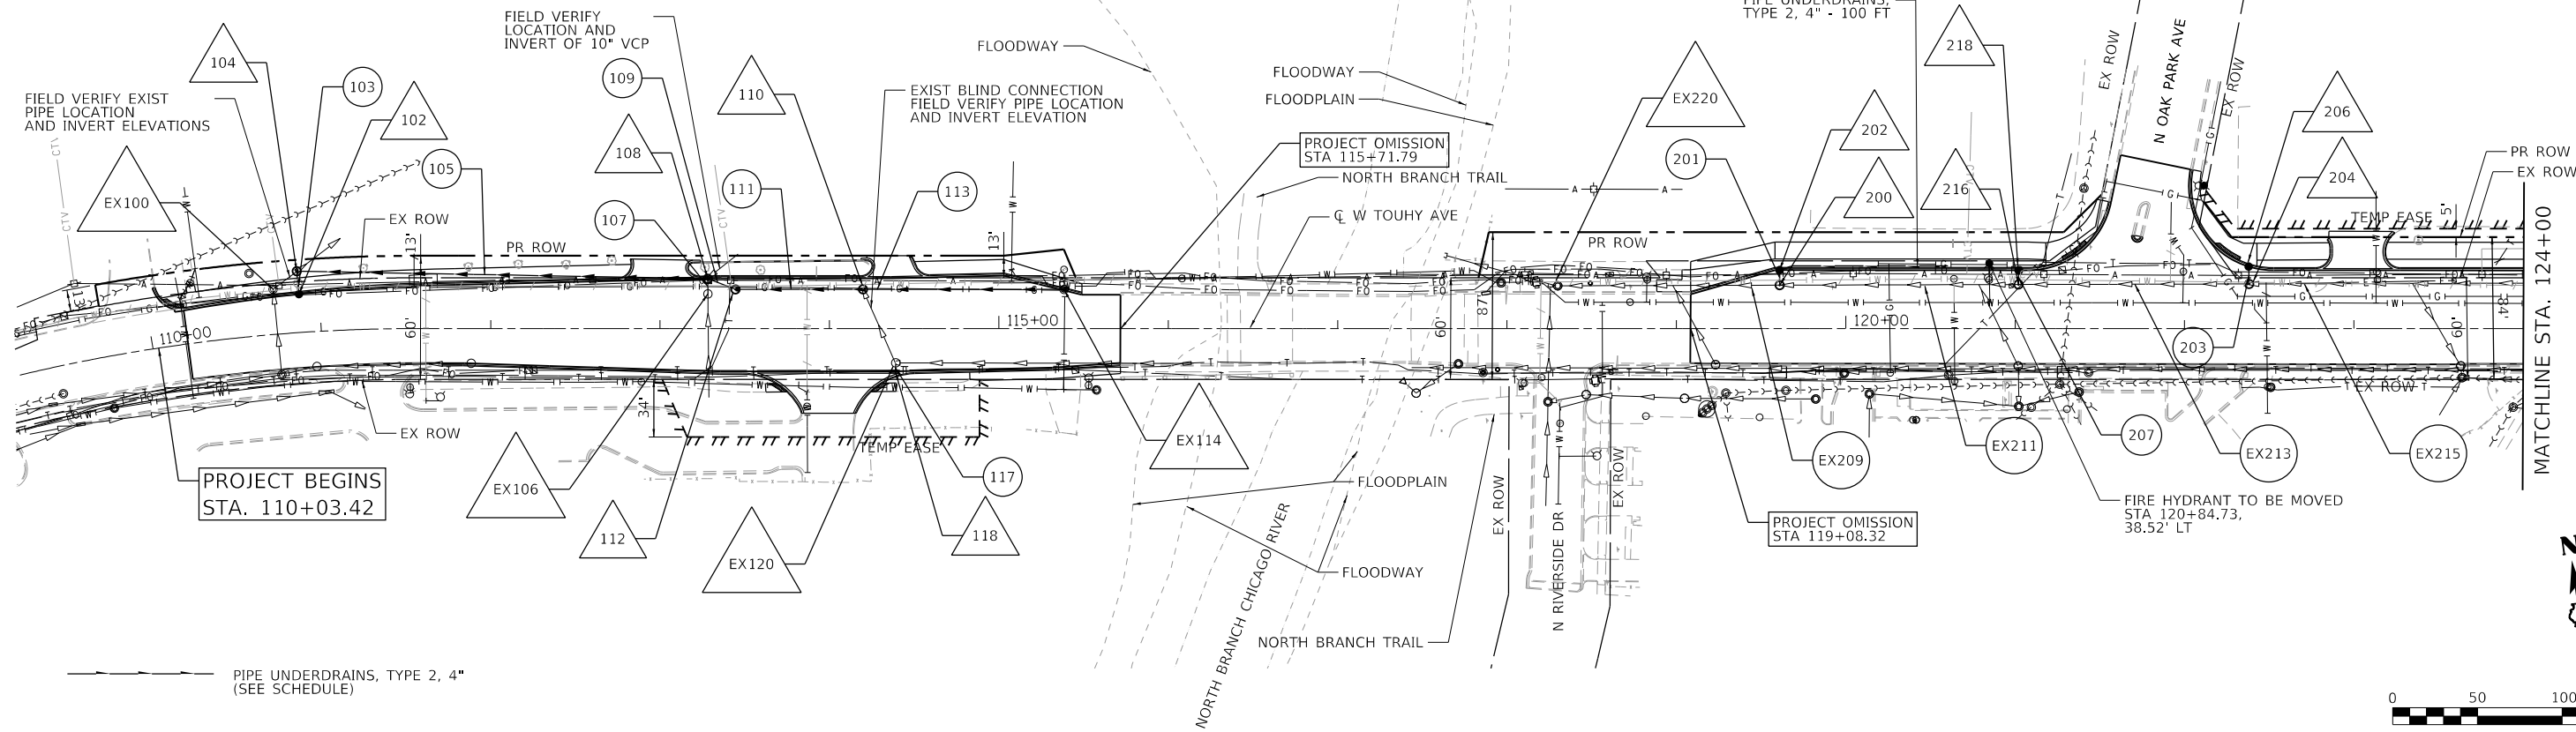 FIELD VERIFY
LOCATION AND
INVERT OF 10" VCP
PIPE UNDERDRAINS,
TYPE 2, 4" - 100 FT
FLOODWAY
FLOODWAY
FLOODPLAIN
104
103
102
109
110
108
105
111
113
107
EX100
FIELD VERIFY EXIST
PIPE LOCATION
AND INVERT ELEVATIONS
EXIST BLIND CONNECTION
FIELD VERIFY PIPE LOCATION
AND INVERT ELEVATION
PROJECT OMISSION
STA 115+71.79
NORTH BRANCH TRAIL
℄ W TOUHY AVE
EX220
218
202
201
200
216
206
204
203
EX ROW
N OAK PARK AVE
EX ROW
PR ROW
EX ROW
TEMP EASE
5'
EX ROW
PR ROW
PR ROW
13'
13'
13'
60'
60'
87'
60'
84'
110+00
115+00
120+00
MATCHLINE STA. 124+00
CTV
CTV
EX ROW
EX ROW
34'
TEMP EASE
PROJECT BEGINS
STA. 110+03.42
EX106
112
EX120
117
118
EX114
FLOODPLAIN
FLOODWAY
NORTH BRANCH CHICAGO RIVER
NORTH BRANCH TRAIL
EX ROW
N RIVERSIDE DR
EX ROW
EX209
EX211
207
EX213
EX215
PROJECT OMISSION
STA 119+08.32
FIRE HYDRANT TO BE MOVED
STA 120+84.73,
38.52' LT
PIPE UNDERDRAINS, TYPE 2, 4"
(SEE SCHEDULE)
N
0 50 100